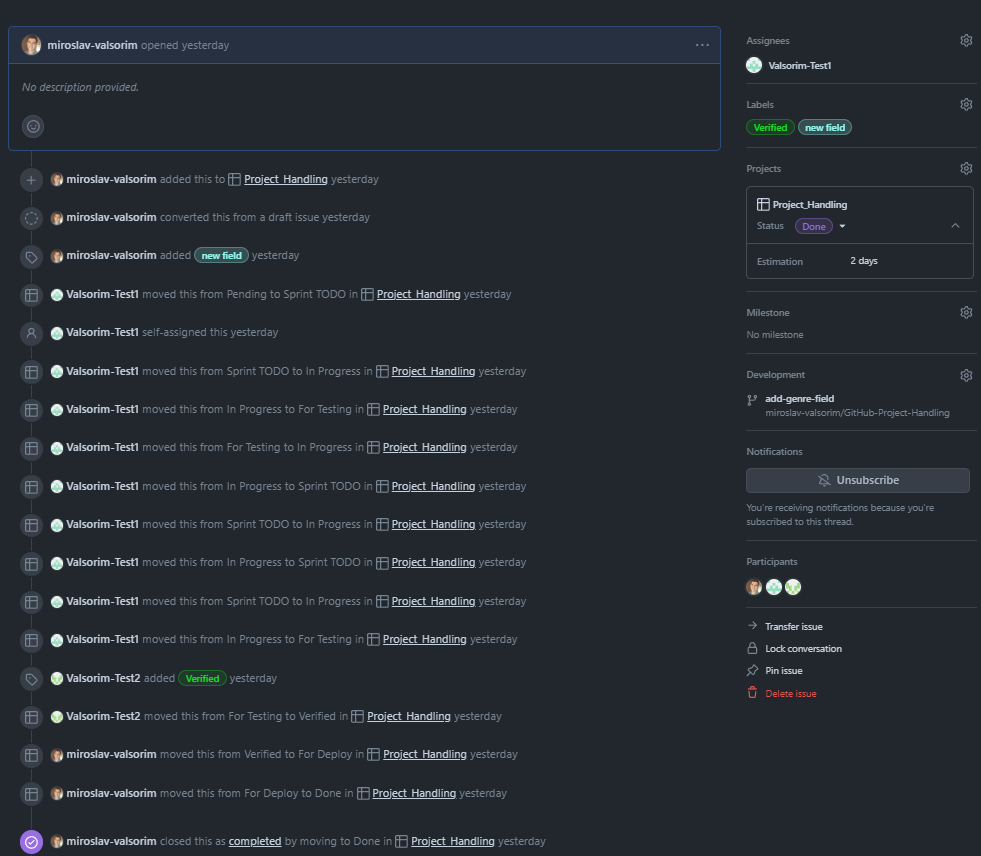 miroslav-valsorim opened yesterday
No description provided.
miroslav-valsorim added this to Project_Handling yesterday
miroslav-valsorim converted this from a draft issue yesterday
miroslav-valsorim added new field yesterday
Valsorim-Test1 moved this from Pending to Sprint TODO in Project_Handling yesterday
Valsorim-Test1 self-assigned this yesterday
Valsorim-Test1 moved this from Sprint TODO to In Progress in Project_Handling yesterday
Valsorim-Test1 moved this from In Progress to For Testing in Project_Handling yesterday
Valsorim-Test1 moved this from For Testing to In Progress in Project_Handling yesterday
Valsorim-Test1 moved this from In Progress to Sprint TODO in Project_Handling yesterday
Valsorim-Test1 moved this from Sprint TODO to In Progress in Project_Handling yesterday
Valsorim-Test1 moved this from In Progress to Sprint TODO in Project_Handling yesterday
Valsorim-Test1 moved this from Sprint TODO to In Progress in Project_Handling yesterday
Valsorim-Test1 moved this from In Progress to For Testing in Project_Handling yesterday
Valsorim-Test2 added Verified yesterday
Valsorim-Test2 moved this from For Testing to Verified in Project_Handling yesterday
miroslav-valsorim moved this from Verified to For Deploy in Project_Handling yesterday
miroslav-valsorim moved this from For Deploy to Done in Project_Handling yesterday
miroslav-valsorim closed this as completed by moving to Done in Project_Handling yesterday
Assignees
Valsorim-Test1
Labels
Verified new field
Projects
Project_Handling
Status Done
Estimation 2 days
Milestone
No milestone
Development
add-genre-field
miroslav-valsorim/GitHub-Project-Handling
Notifications
Unsubscribe
You're receiving notifications because you're
subscribed to this thread.
Participants
Transfer issue
Lock conversation
Pin issue
Delete issue